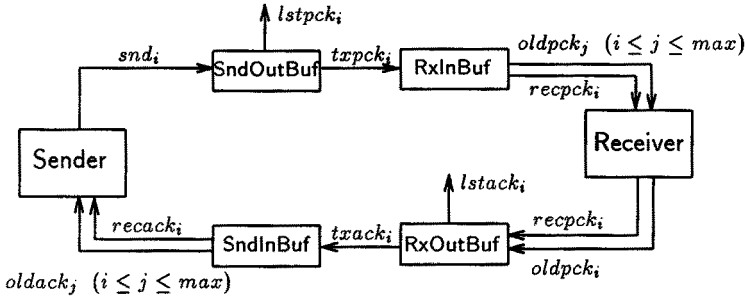 lstpck_i
snd_i
SndOutBuf
txpck_i
RxInBuf
oldpck_j (i ≤ j ≤ max)
recpck_i
Sender
Receiver
lstack_i
recack_i
SndInBuf
txack_i
RxOutBuf
recpck_i
oldpck_i
oldack_j (i ≤ j ≤ max)